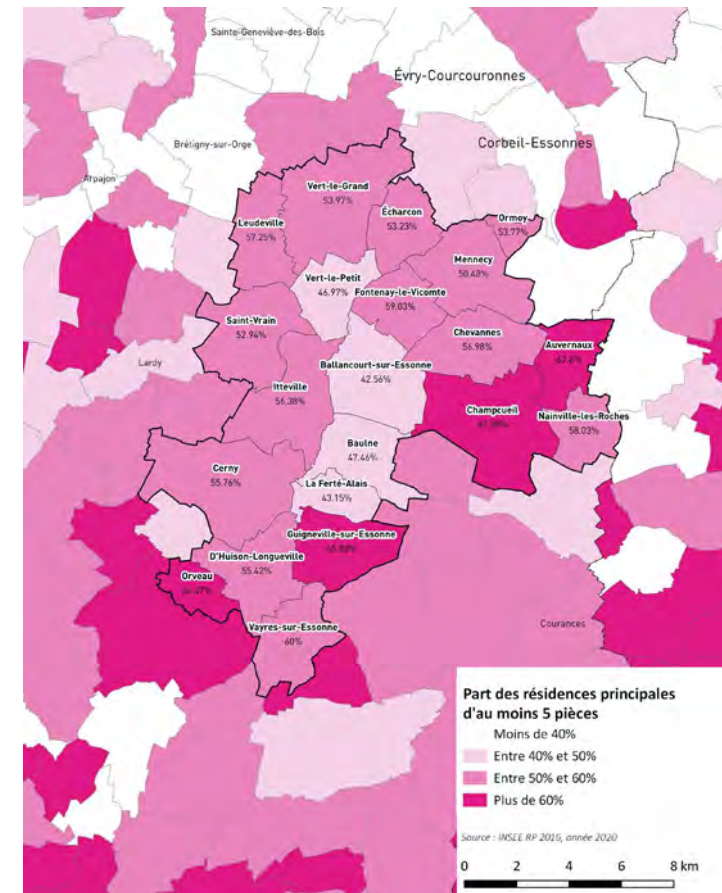 Sainte-Geneviève-des-Bois
Évry-Courcouronnes
Brétigny-sur-Orge
Corbeil-Essonnes
Arpajon
Vert-le-Grand
53.97%
Écharcon
53.23%
Ormoy
53.77%
Leudeville
57.25%
Mennecy
50.48%
Vert-le-Petit
46.97%
Fontenay-le-Vicomte
59.03%
Saint-Vrain
52.94%
Chevannes
56.98%
Auvernaux
Lardy
Ballancourt-sur-Essonne
42.56%
Itteville
56.38%
Champcueil
Nainville-les-Roches
58.03%
Baulne
47.46%
Cerny
55.76%
La Ferté-Alais
43.15%
Guigneville-sur-Essonne
D'Huison-Longueville
55.42%
Orveau
Vayres-sur-Essonne
60%
Courances
Part des résidences principales
d'au moins 5 pièces
Moins de 40%
Entre 40% et 50%
Entre 50% et 60%
Plus de 60%
Source : INSEE RP 2016, année 2020
0 2 4 6 8 km